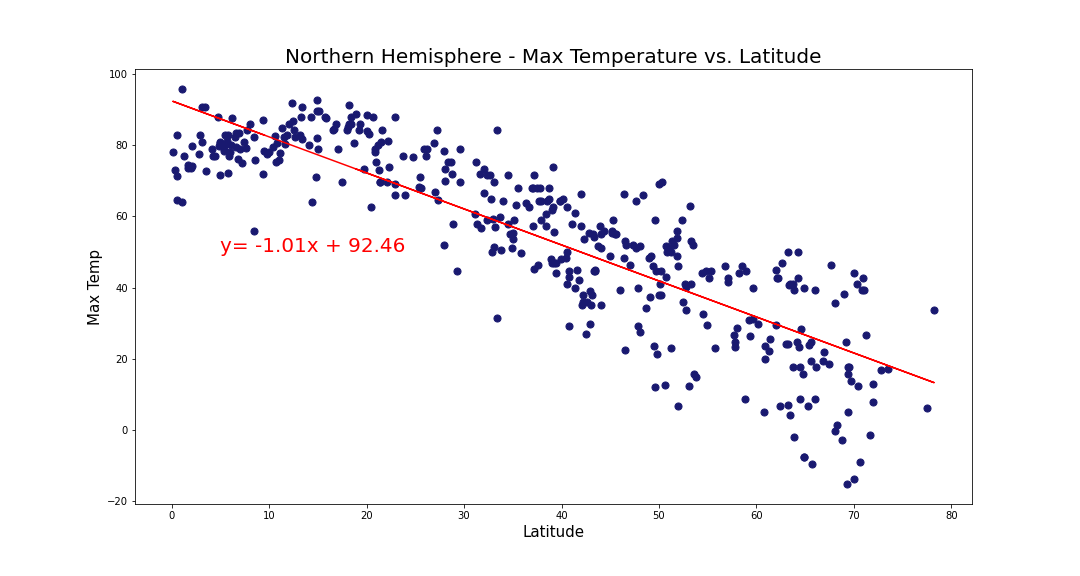 Northern Hemisphere - Max Temperature vs. Latitude
100
80
60
40
20
0
−20
Max Temp
y= -1.01x + 92.46
0 10 20 30 40 50 60 70 80
Latitude